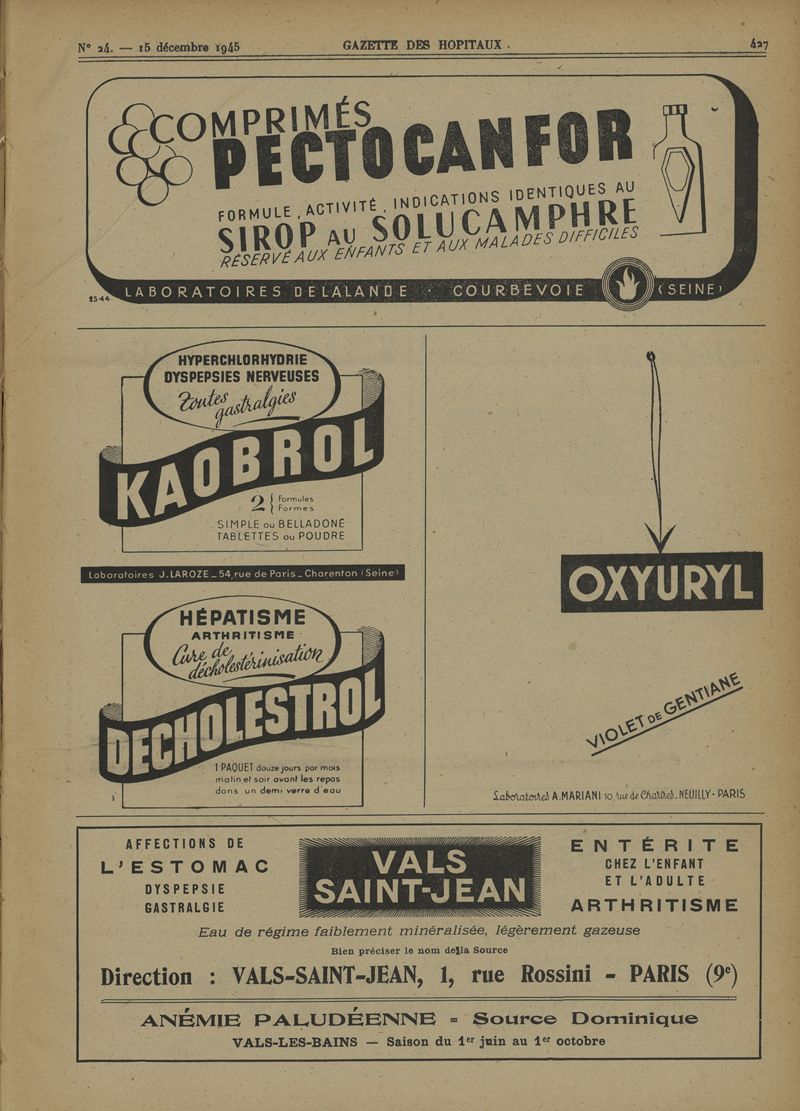 N° 24. — 15 décembre 1945
GAZETTE DES HOPITAUX .
427
COMPRIMÉS
PECTOCANFOR
FORMULE, ACTIVITÉ, INDICATIONS IDENTIQUES AU
SIROP AU SOLUCAMPHRE
RÉSERVÉ AUX ENFANTS ET AUX MALADES DIFFICILES
25-44
LABORATOIRES DELALANDE · COURBEVOIE (SEINE)
HYPERCHLORHYDRIE
DYSPEPSIES NERVEUSES
Toutes
gastralgies
KAOBROL
2 { Formules
{ Formes
SIMPLE ou BELLADONÉ
TABLETTES ou POUDRE
Laboratoires J. LAROZE _ 54, rue de Paris _ Charenton (Seine)
HÉPATISME
ARTHRITISME
Cure de
décholestérinisation
DECHOLESTROL
1 PAQUET douze jours par mois
matin et soir avant les repas
dans un demi verre d'eau
OXYURYL
VIOLET DE GENTIANE
Laboratoires A. MARIANI 10, rue de Chartres. NEUILLY - PARIS
AFFECTIONS DE
L'ESTOMAC
DYSPEPSIE
GASTRALGIE
VALS
SAINT-JEAN
ENTÉRITE
CHEZ L'ENFANT
ET L'ADULTE
ARTHRITISME
Eau de régime faiblement minéralisée, légèrement gazeuse
Bien préciser le nom de la Source
Direction : VALS-SAINT-JEAN, 1, rue Rossini - PARIS (9e)
ANÉMIE PALUDÉENNE = Source Dominique
VALS-LES-BAINS — Saison du 1er juin au 1er octobre